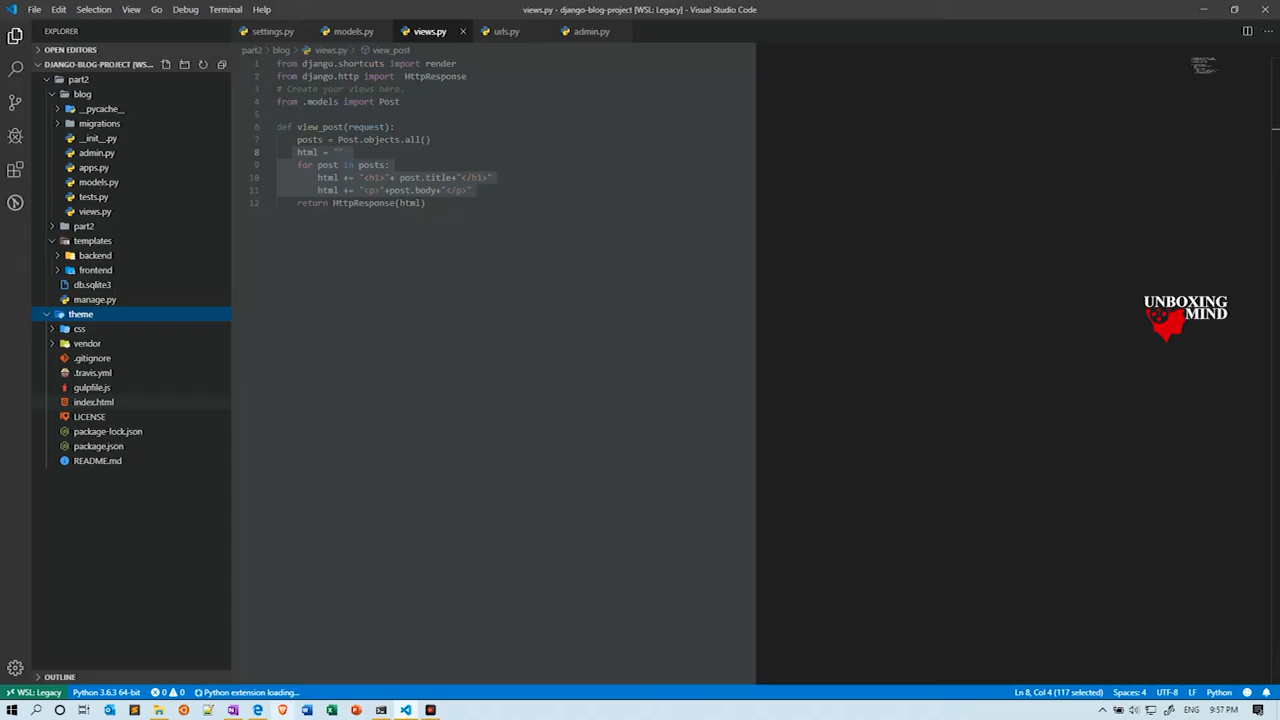 File Edit Selection View Go Debug Terminal Help
views.py - django-blog-project [WSL: Legacy] - Visual Studio Code
EXPLORER
OPEN EDITORS
DJANGO-BLOG-PROJECT [WS...
part2
blog
__pycache__
migrations
__init__.py
admin.py
apps.py
models.py
tests.py
views.py
part2
templates
backend
frontend
db.sqlite3
manage.py
theme
css
vendor
.gitignore
.travis.yml
gulpfile.js
index.html
LICENSE
package-lock.json
package.json
README.md
OUTLINE
settings.py models.py views.py urls.py admin.py
part2 blog views.py view_post
1 from django.shortcuts import render
2 from django.http import  HttpResponse
3 # Create your views here.
4 from .models import Post
5
6 def view_post(request):
7 posts = Post.objects.all()
8 html = ""
9 for post in posts:
10 html += "<h1>"+ post.title+"</h1>"
11 html += "<p>"+post.body+"</p>"
12 return HttpResponse(html)
UNBOXING
MIND
WSL: Legacy Python 3.6.3 64-bit 0 0 Python extension loading... Ln 8, Col 4 (117 selected) Spaces: 4 UTF-8 LF Python
ENG 9:57 PM